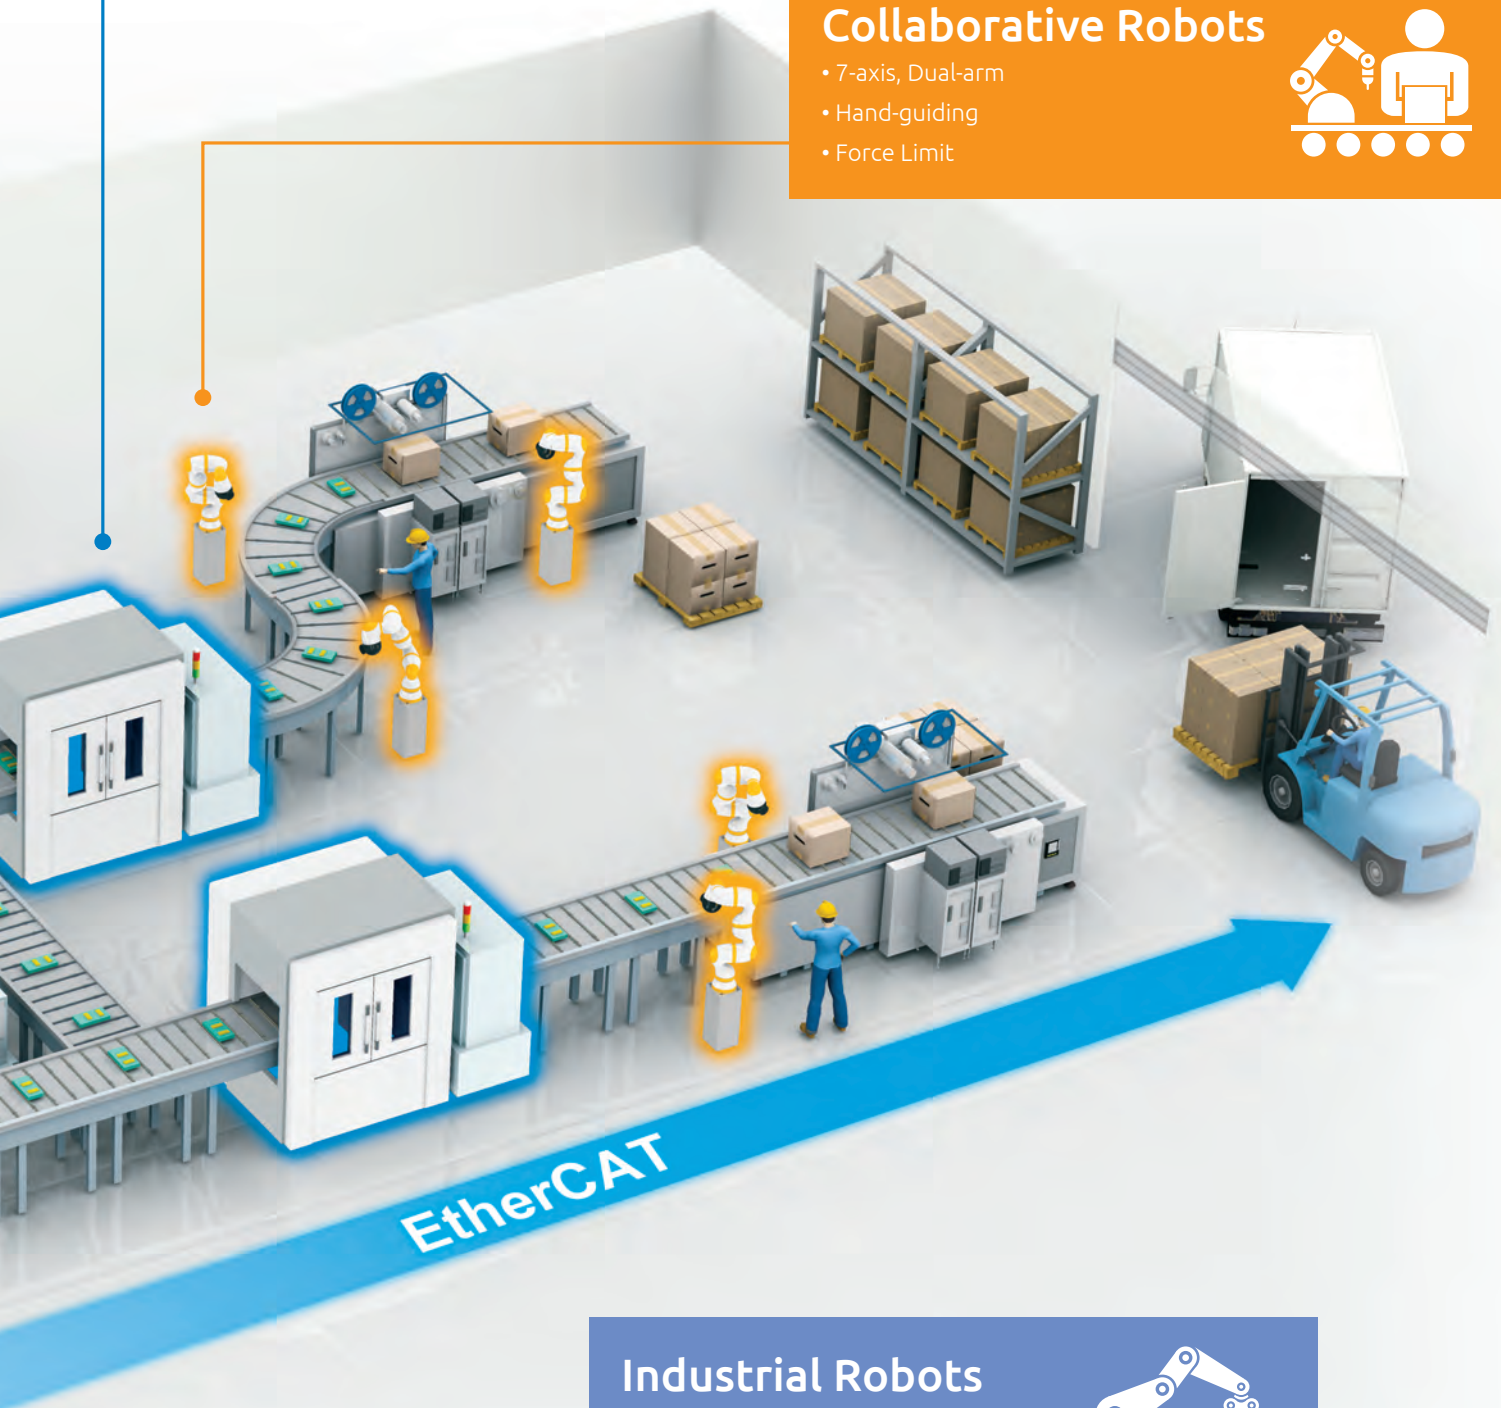 Collaborative Robots
• 7-axis, Dual-arm
• Hand-guiding
• Force Limit
EtherCAT
Industrial Robots